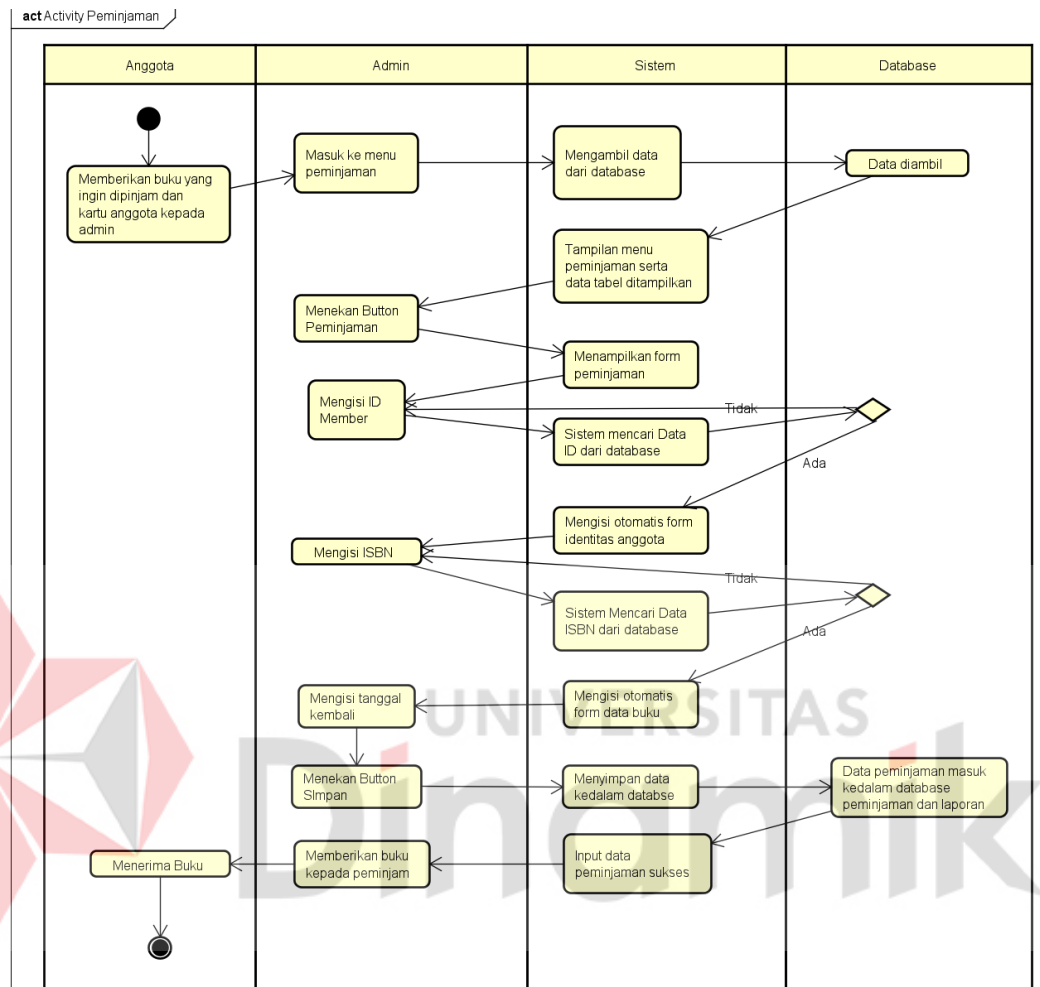 act Activity Peminjaman
Anggota
Admin
Sistem
Database
Memberikan buku yang
ingin dipinjam dan
kartu anggota kepada
admin
Masuk ke menu
peminjaman
Mengambil data
dari database
Data diambil
Tampilan menu
peminjaman serta
data tabel ditampilkan
Menekan Button
Peminjaman
Menampilkan form
peminjaman
Mengisi ID
Member
Tidak
Sistem mencari Data
ID dari database
Ada
Mengisi otomatis form
identitas anggota
Mengisi ISBN
Tidak
Sistem Mencari Data
ISBN dari database
Ada
Mengisi otomatis
form data buku
Mengisi tanggal
kembali
Menekan Button
SImpan
Menyimpan data
kedalam databse
Data peminjaman masuk
kedalam database
peminjaman dan laporan
Input data
peminjaman sukses
Memberikan buku
kepada peminjam
Menerima Buku
UNIVERSITAS
Dinamik